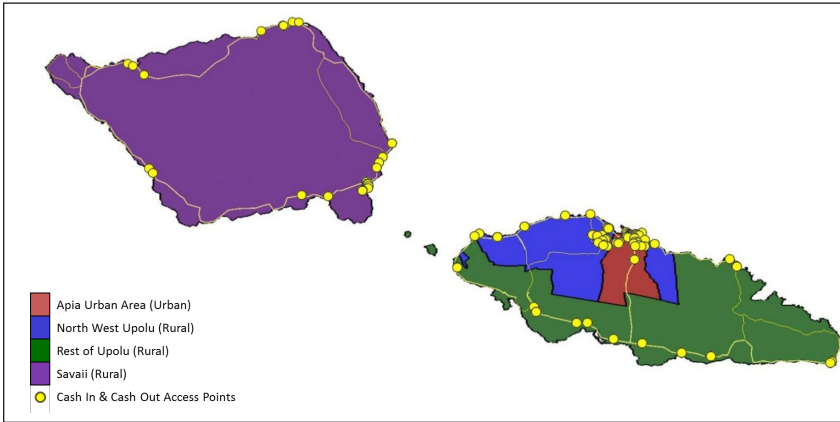 Apia Urban Area (Urban)
North West Upolu (Rural)
Rest of Upolu (Rural)
Savaii (Rural)
Cash In & Cash Out Access Points